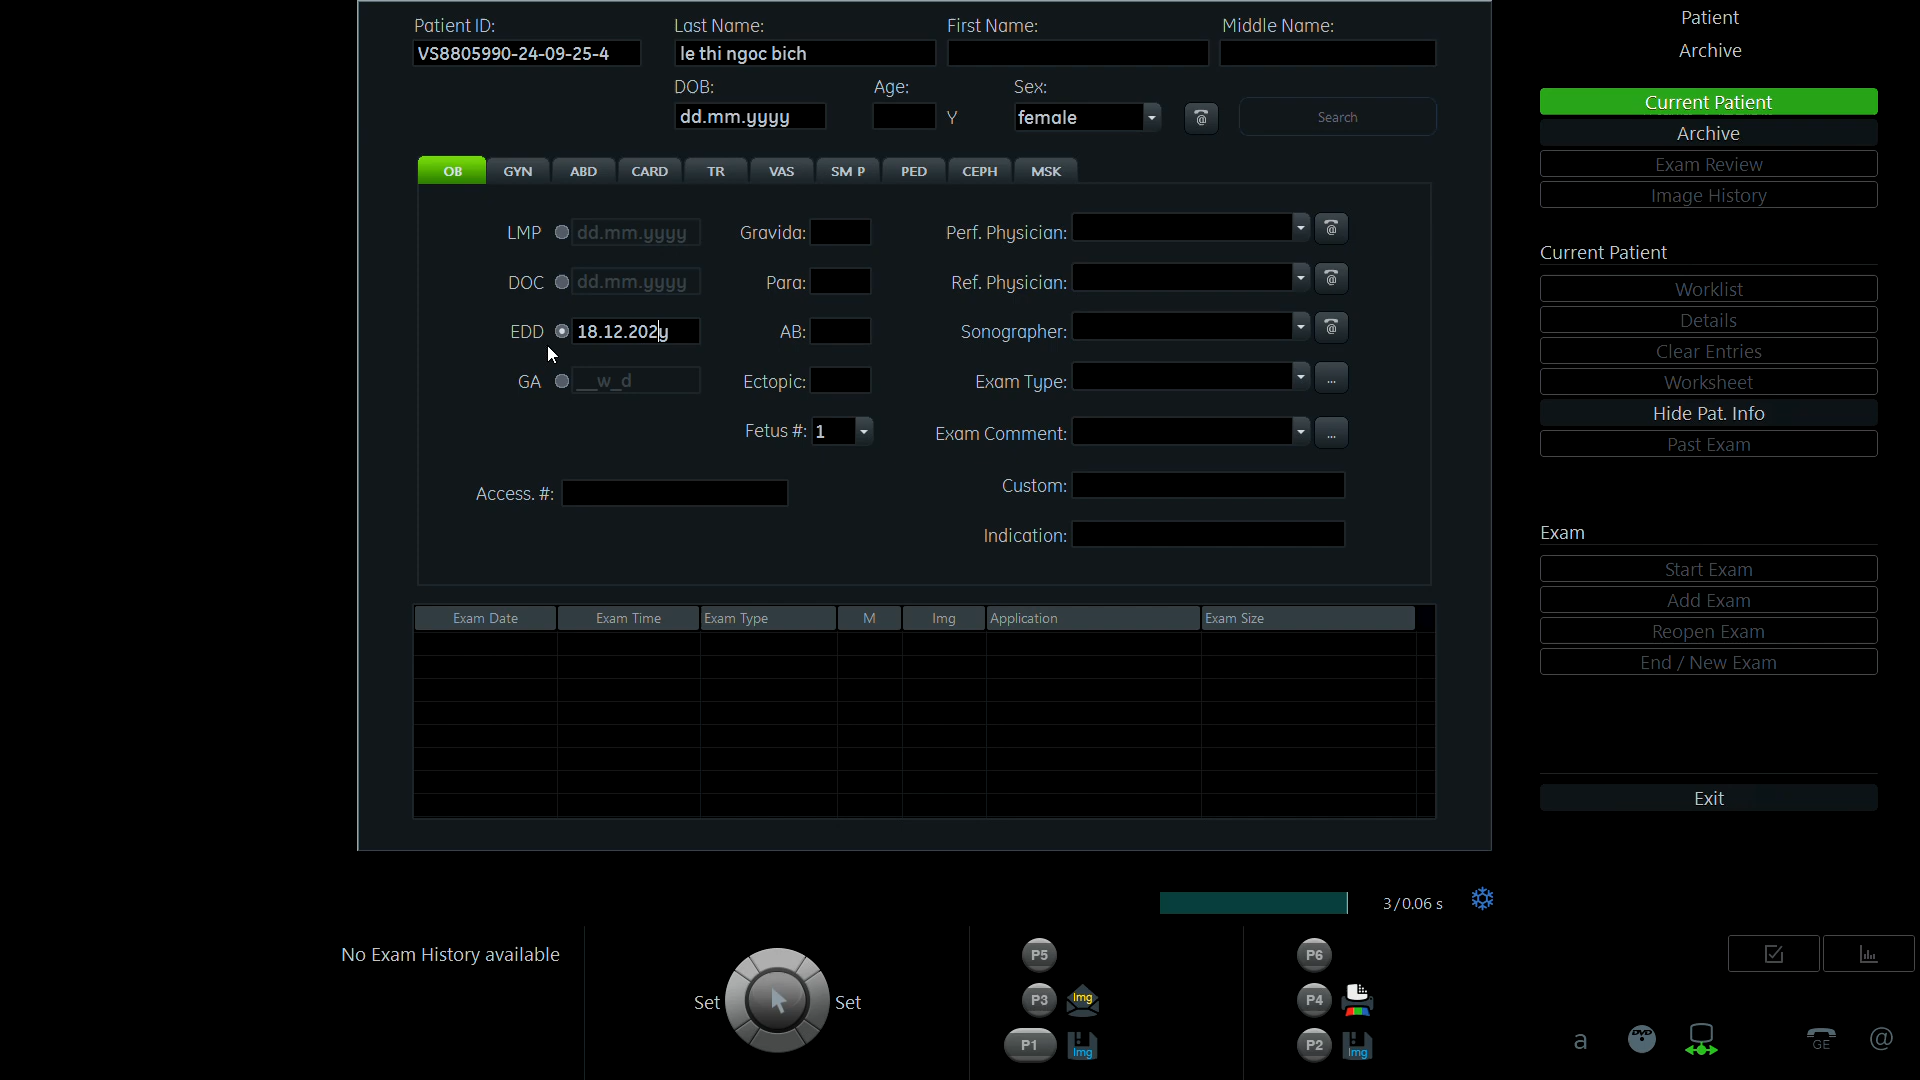 Patient ID: Last Name: First Name: Middle Name:
VS8805990-24-09-25-4 le thi ngoc bich
DOB: Age: Sex:
dd.mm.yyyy Y female @ Search
OB GYN ABD CARD TR VAS SM P PED CEPH MSK
LMP dd.mm.yyyy Gravida: Perf. Physician: @
DOC dd.mm.yyyy Para: Ref. Physician: @
EDD 18.12.202y AB: Sonographer: @
GA __w_d Ectopic: Exam Type: ...
Fetus #: 1 Exam Comment: ...
Access. #: Custom:
Indication:
Exam Date Exam Time Exam Type M Img Application Exam Size
Patient
Archive
Current Patient
Archive
Exam Review
Image History
Current Patient
Worklist
Details
Clear Entries
Worksheet
Hide Pat. Info
Past Exam
Exam
Start Exam
Add Exam
Reopen Exam
End / New Exam
Exit
3/0.06 s
No Exam History available
Set Set
P5 P6
P3 Img P4
P1 Img P2 Img
a DVD GE @